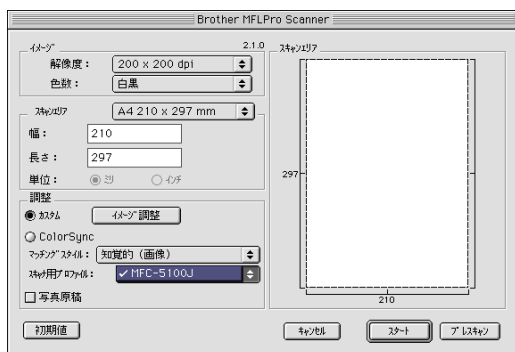 Brother MFLPro Scanner
ｲﾒｰｼﾞ
2.1.0
解像度： 200 x 200 dpi
色数： 白黒
ｽｷｬﾝｴﾘｱ A4 210 x 297 mm
幅： 210
長さ： 297
単位： ﾐﾘ ｲﾝﾁ
調整
ｶｽﾀﾑ ｲﾒｰｼﾞ調整
ColorSync
ﾏｯﾁﾝｸﾞｽﾀｲﾙ： 知覚的（画像）
ｽｷｬﾅ用ﾌﾟﾛﾌｧｲﾙ： ✓MFC-5100J
写真原稿
初期値
ｽｷｬﾝｴﾘｱ
297
210
ｷｬﾝｾﾙ ｽﾀｰﾄ ﾌﾟﾚｽｷｬﾝ